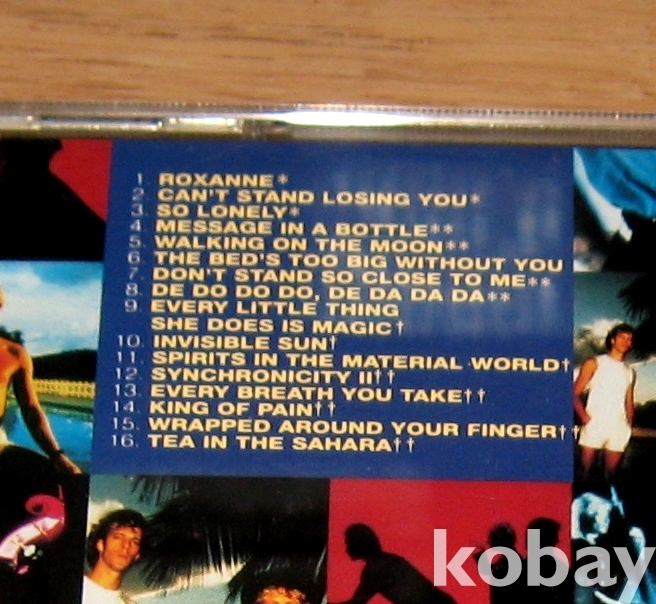 1. ROXANNE*
2. CAN'T STAND LOSING YOU*
3. SO LONELY*
4. MESSAGE IN A BOTTLE**
5. WALKING ON THE MOON**
6. THE BED'S TOO BIG WITHOUT YOU
7. DON'T STAND SO CLOSE TO ME**
8. DE DO DO DO, DE DA DA DA**
9. EVERY LITTLE THING
SHE DOES IS MAGIC†
10. INVISIBLE SUN†
11. SPIRITS IN THE MATERIAL WORLD†
12. SYNCHRONICITY II††
13. EVERY BREATH YOU TAKE††
14. KING OF PAIN††
15. WRAPPED AROUND YOUR FINGER††
16. TEA IN THE SAHARA††
kobay